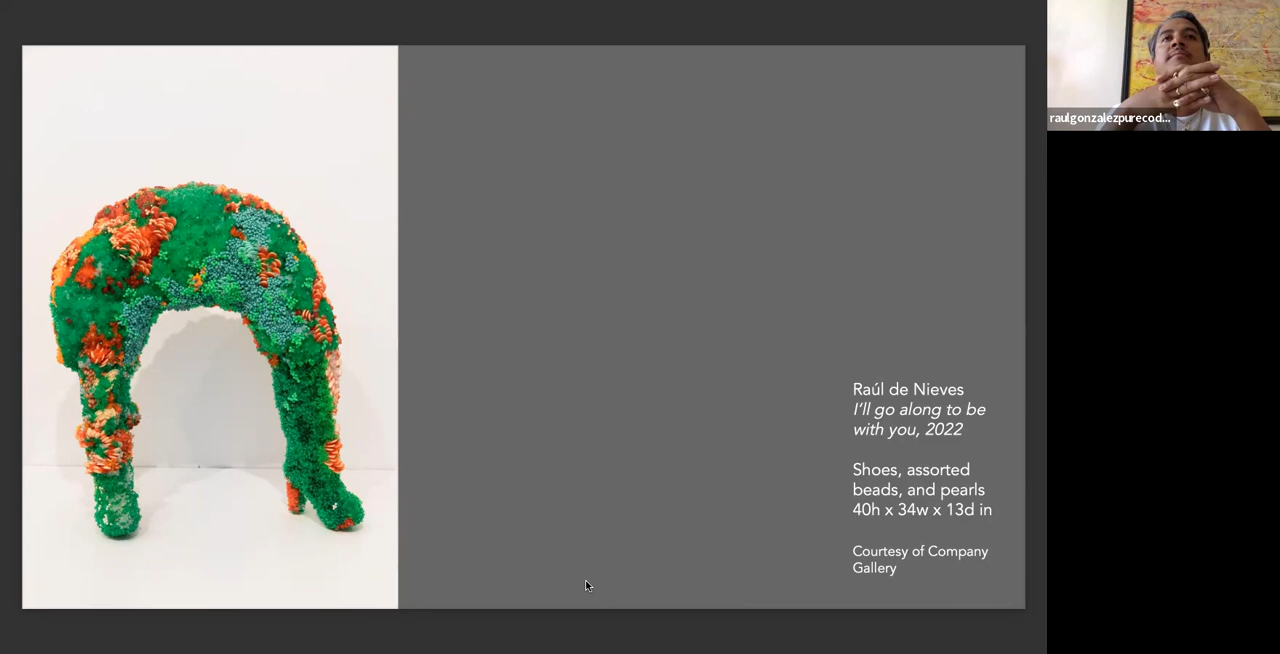 raulgonzalezpurecod...
Raúl de Nieves
I'll go along to be
with you, 2022
Shoes, assorted
beads, and pearls
40h x 34w x 13d in
Courtesy of Company
Gallery